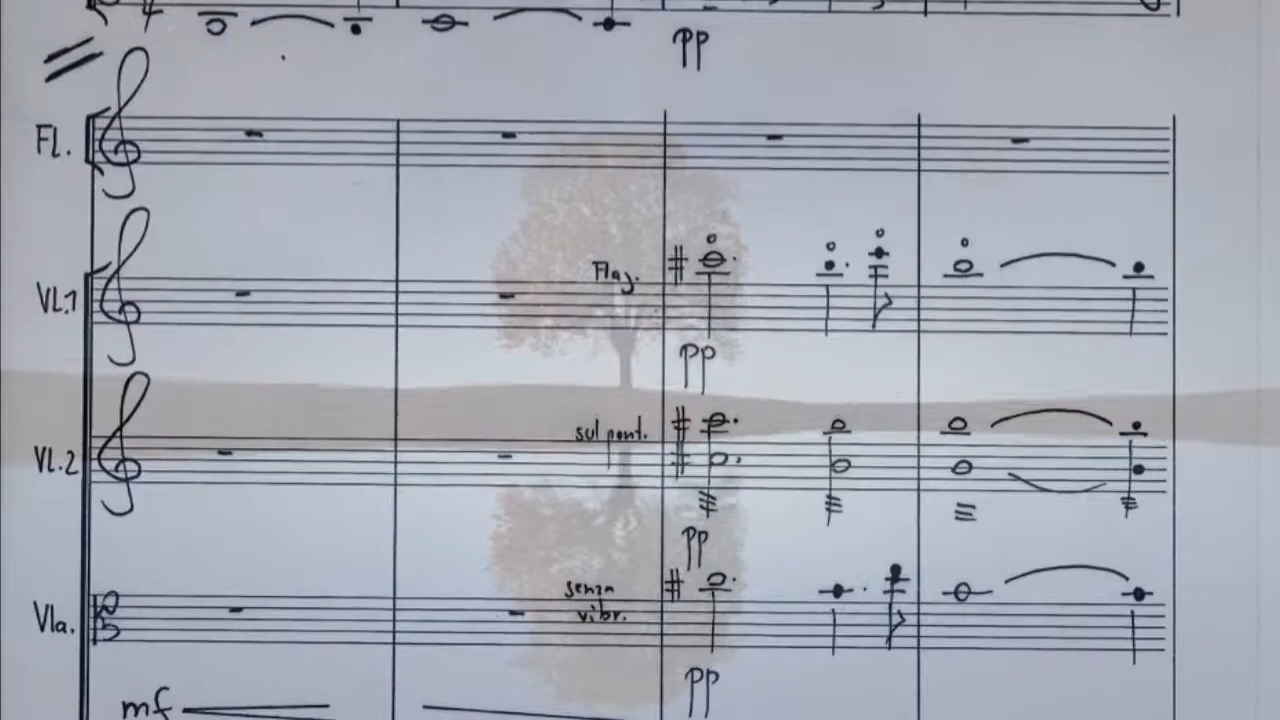 pp
Fl.
Vl.1
Flag.
pp
Vl.2
sul pont.
pp
Vla.
senza
vibr.
pp
mf